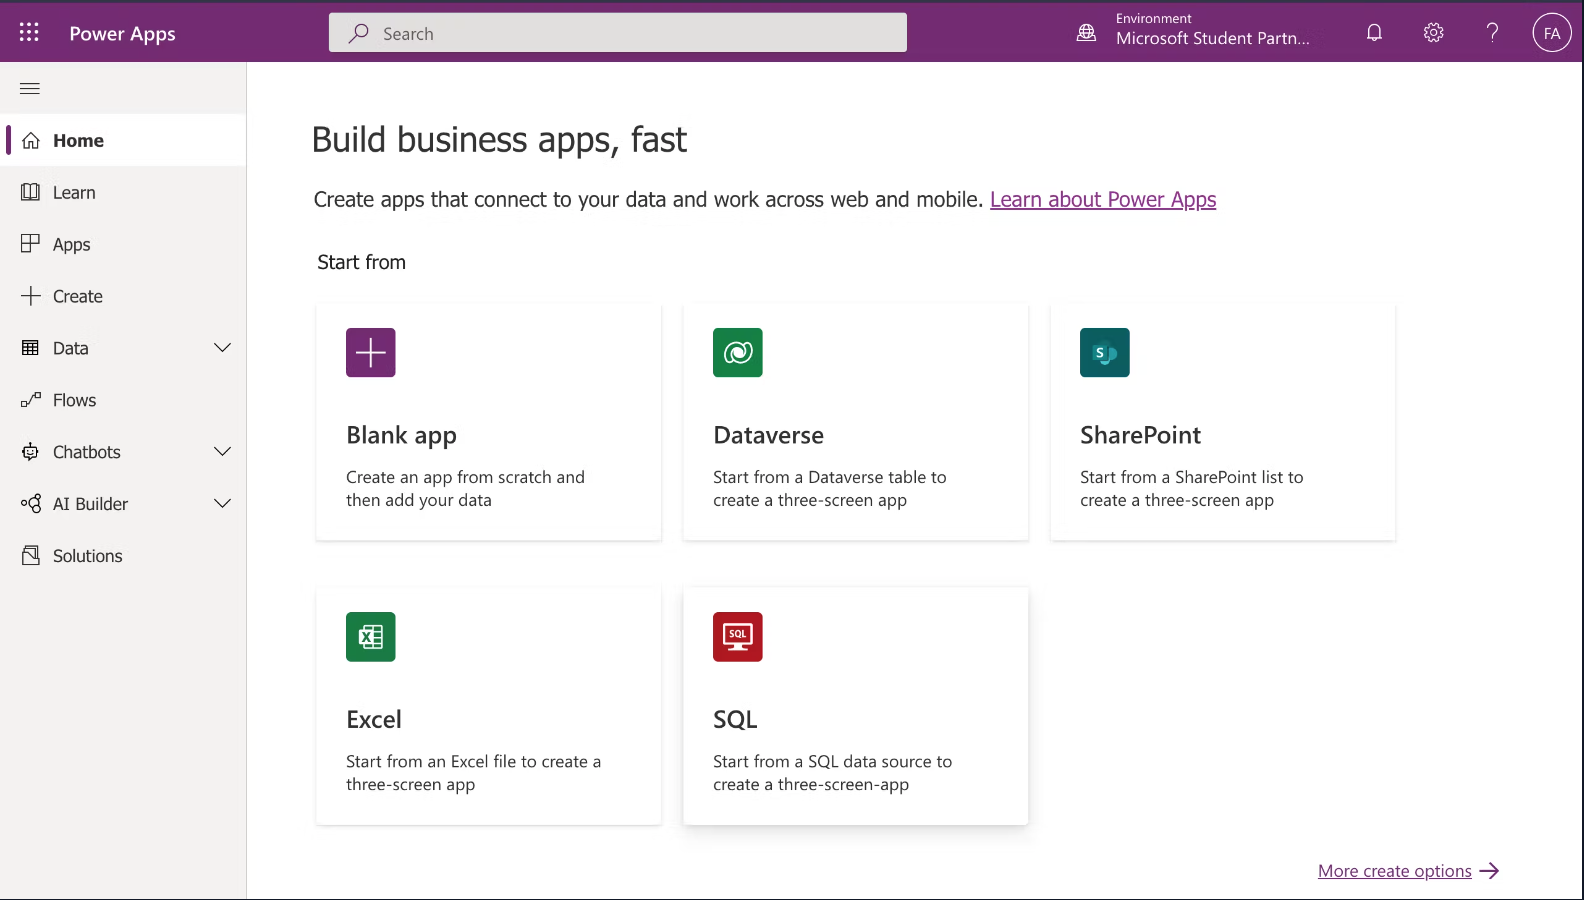 Power Apps
Search
Environment
Microsoft Student Partn...
?
FA
Home
Learn
Apps
Create
Data
Flows
Chatbots
AI Builder
Solutions
Build business apps, fast
Create apps that connect to your data and work across web and mobile. Learn about Power Apps
Start from
Blank app
Create an app from scratch and
then add your data
Dataverse
Start from a Dataverse table to
create a three-screen app
S
SharePoint
Start from a SharePoint list to
create a three-screen app
X
Excel
Start from an Excel file to create a
three-screen app
SQL
SQL
Start from a SQL data source to
create a three-screen-app
More create options